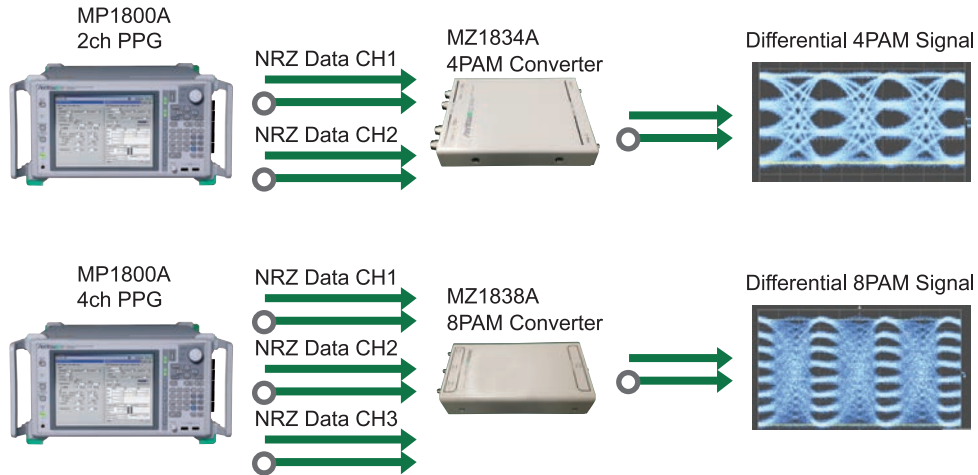 MP1800A
2ch PPG
NRZ Data CH1
NRZ Data CH2
MZ1834A
4PAM Converter
Differential 4PAM Signal
MP1800A
4ch PPG
NRZ Data CH1
NRZ Data CH2
NRZ Data CH3
MZ1838A
8PAM Converter
Differential 8PAM Signal